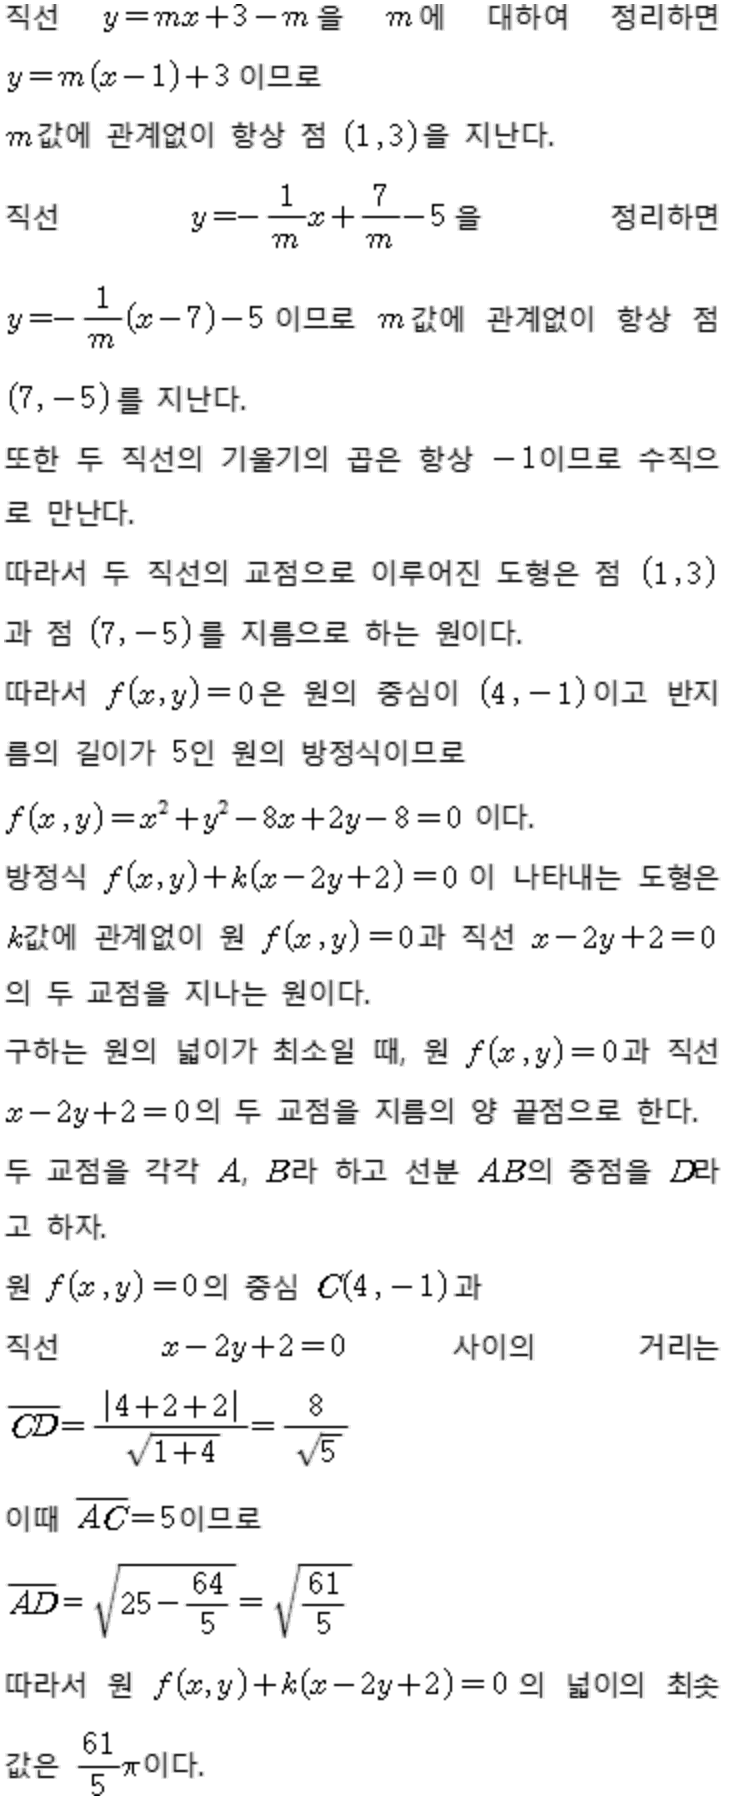 직선 y=mx+3-m을 m에 대하여 정리하면
y=m(x-1)+3 이므로
m값에 관계없이 항상 점 (1,3)을 지난다.
직선 y=-\frac{1}{m}x+\frac{7}{m}-5을 정리하면
y=-\frac{1}{m}(x-7)-5 이므로 m값에 관계없이 항상 점
(7,-5)를 지난다.
또한 두 직선의 기울기의 곱은 항상 -1이므로 수직으
로 만난다.
따라서 두 직선의 교점으로 이루어진 도형은 점 (1,3)
과 점 (7,-5)를 지름으로 하는 원이다.
따라서 f(x,y)=0은 원의 중심이 (4,-1)이고 반지
름의 길이가 5인 원의 방정식이므로
f(x,y)=x^2+y^2-8x+2y-8=0 이다.
방정식 f(x,y)+k(x-2y+2)=0 이 나타내는 도형은
k값에 관계없이 원 f(x,y)=0과 직선 x-2y+2=0
의 두 교점을 지나는 원이다.
구하는 원의 넓이가 최소일 때, 원 f(x,y)=0과 직선
x-2y+2=0의 두 교점을 지름의 양 끝점으로 한다.
두 교점을 각각 A, B라 하고 선분 AB의 중점을 D라
고 하자.
원 f(x,y)=0의 중심 C(4,-1)과
직선 x-2y+2=0 사이의 거리는
\overline{CD}=\frac{|4+2+2|}{\sqrt{1+4}}=\frac{8}{\sqrt{5}}
이때 \overline{AC}=5이므로
\overline{AD}=\sqrt{25-\frac{64}{5}}=\sqrt{\frac{61}{5}}
따라서 원 f(x,y)+k(x-2y+2)=0 의 넓이의 최솟
값은 \frac{61}{5}π이다.